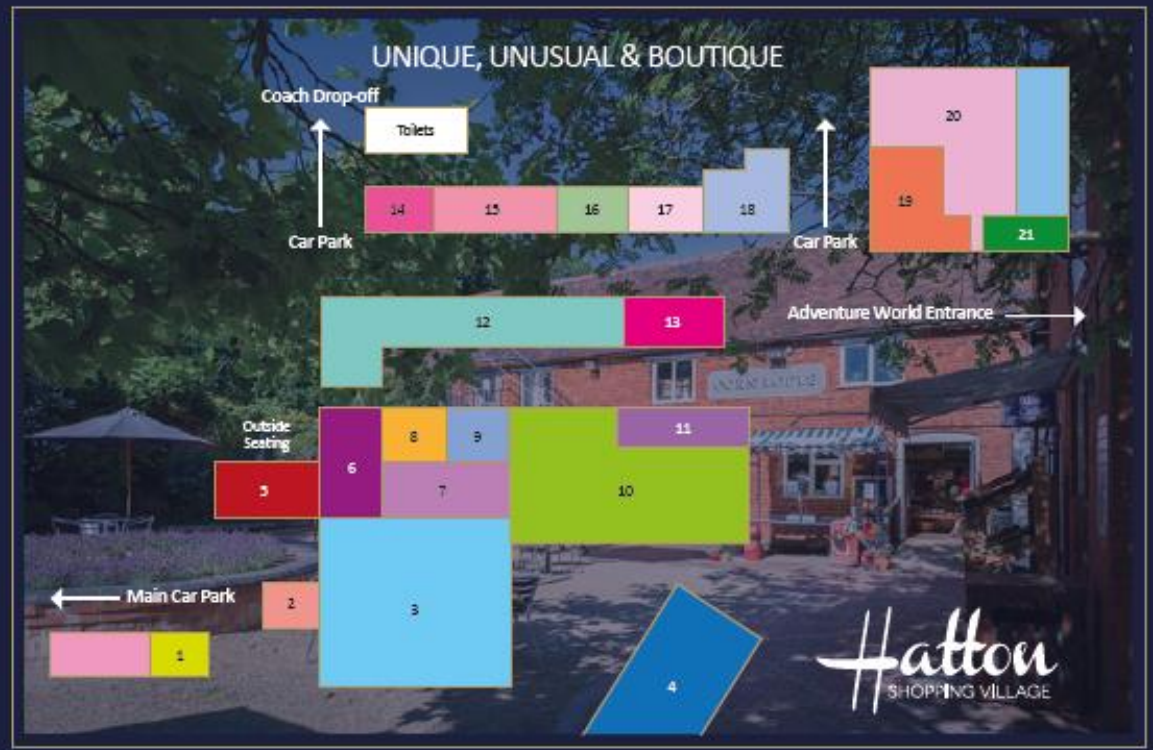 UNIQUE, UNUSUAL & BOUTIQUE
Coach Drop-off
Toilets
20
14
15
16
17
18
19
21
Car Park
Car Park
12
13
Adventure World Entrance
Outside
Seating
8
9
11
6
5
7
10
Main Car Park
2
3
1
4
Hatton
SHOPPING VILLAGE